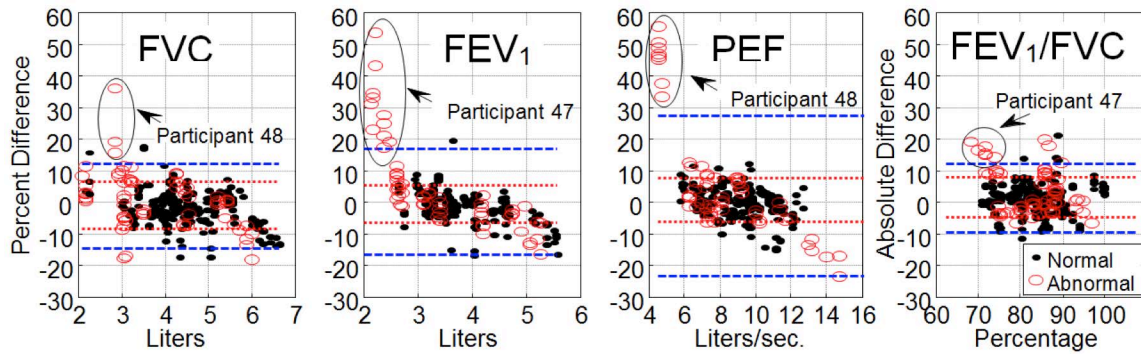 60
50
40
30
20
10
0
-10
-20
-30
Percent Difference
FVC
Participant 48
2 3 4 5 6 7
Liters
60
50
40
30
20
10
0
-10
-20
-30
FEV₁
Participant 47
2 3 4 5 6
Liters
60
50
40
30
20
10
0
-10
-20
-30
PEF
Participant 48
4 6 8 10 12 14 16
Liters/sec.
60
50
40
30
20
10
0
-10
-20
-30
Absolute Difference
FEV₁/FVC
Participant 47
Normal
Abnormal
60 70 80 90 100
Percentage